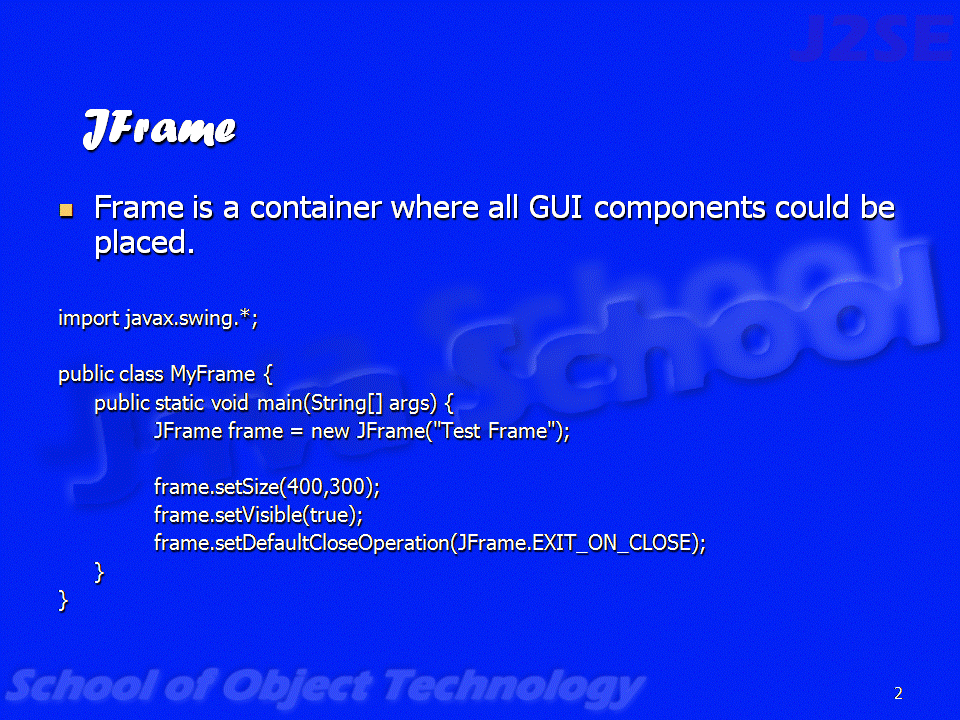 J2SE
JFrame
Frame is a container where all GUI components could be
placed.
Java School
import javax.swing.*;
public class MyFrame {
public static void main(String[] args) {
JFrame frame = new JFrame("Test Frame");
frame.setSize(400,300);
frame.setVisible(true);
frame.setDefaultCloseOperation(JFrame.EXIT_ON_CLOSE);
}
}
School of Object Technology
2